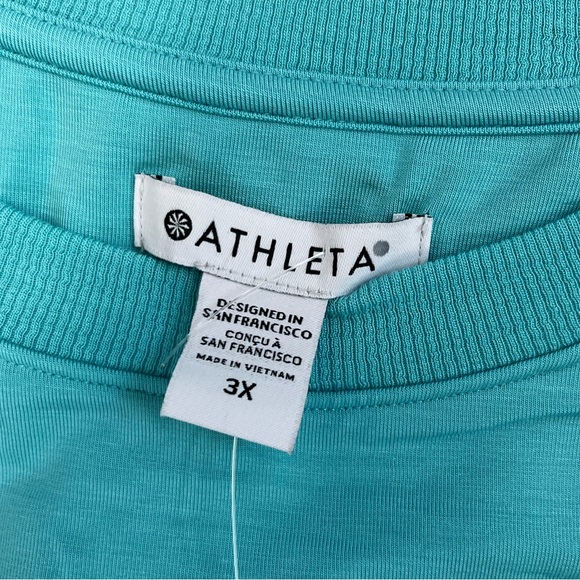 ATHLETA
DESIGNED IN
SAN FRANCISCO
CONÇU À
SAN FRANCISCO
MADE IN VIETNAM
3X